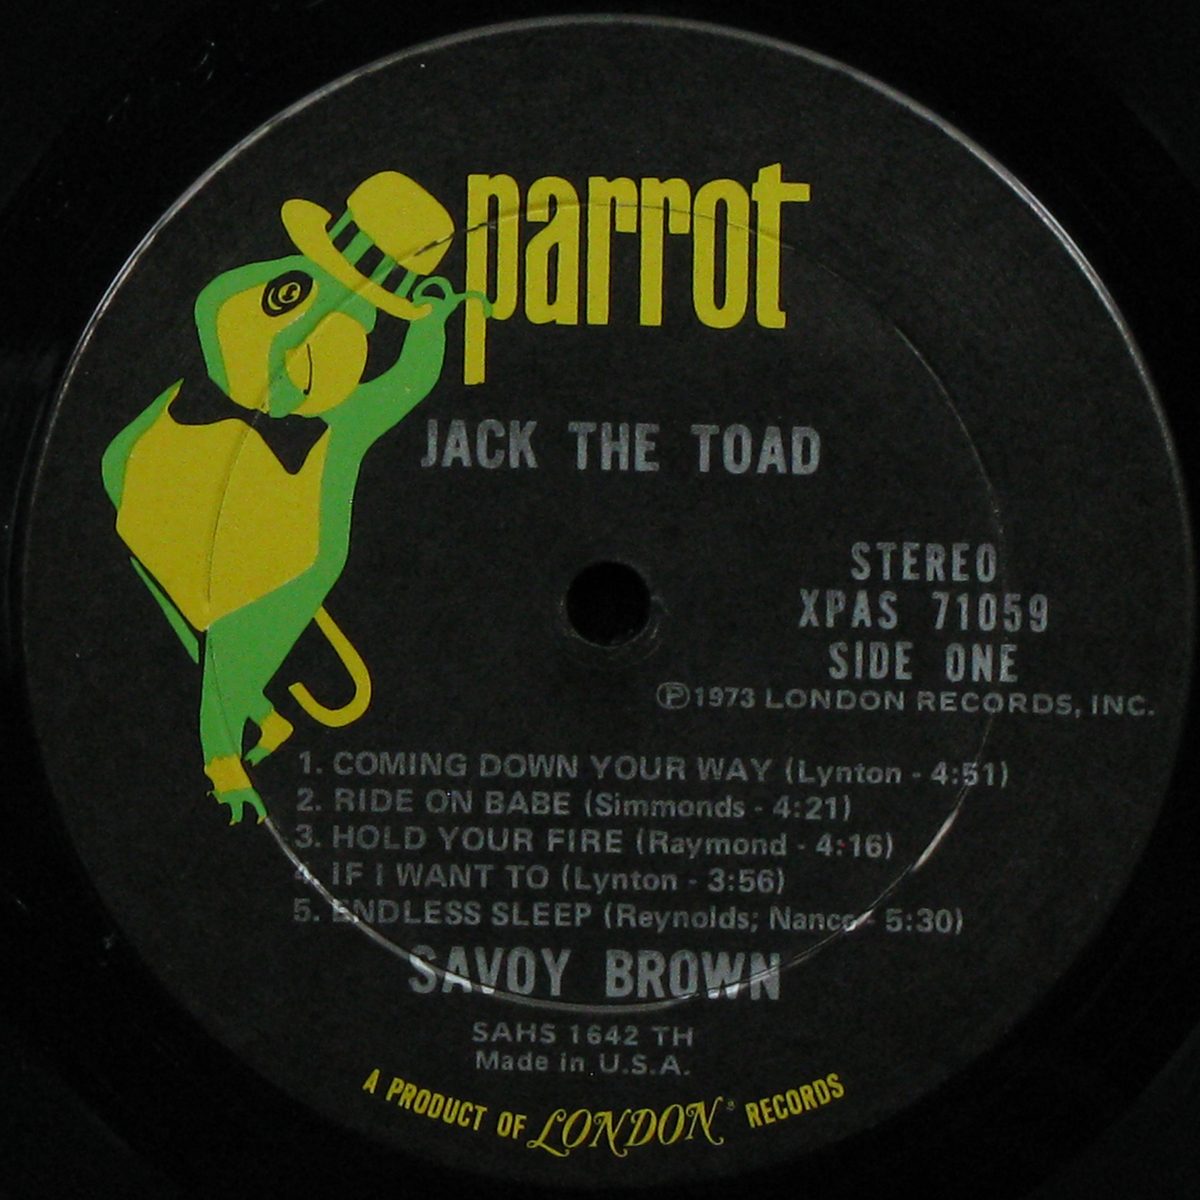 parrot
JACK THE TOAD
STEREO
XPAS 71059
SIDE ONE
Ⓟ1973 LONDON RECORDS, INC.
1. COMING DOWN YOUR WAY (Lynton - 4:51)
2. RIDE ON BABE (Simmonds - 4:21)
3. HOLD YOUR FIRE (Raymond - 4:16)
4. IF I WANT TO (Lynton - 3:56)
5. ENDLESS SLEEP (Reynolds; Nance - 5:30)
SAVOY BROWN
SAHS 1642 TH
Made in U.S.A.
A PRODUCT OF LONDON® RECORDS